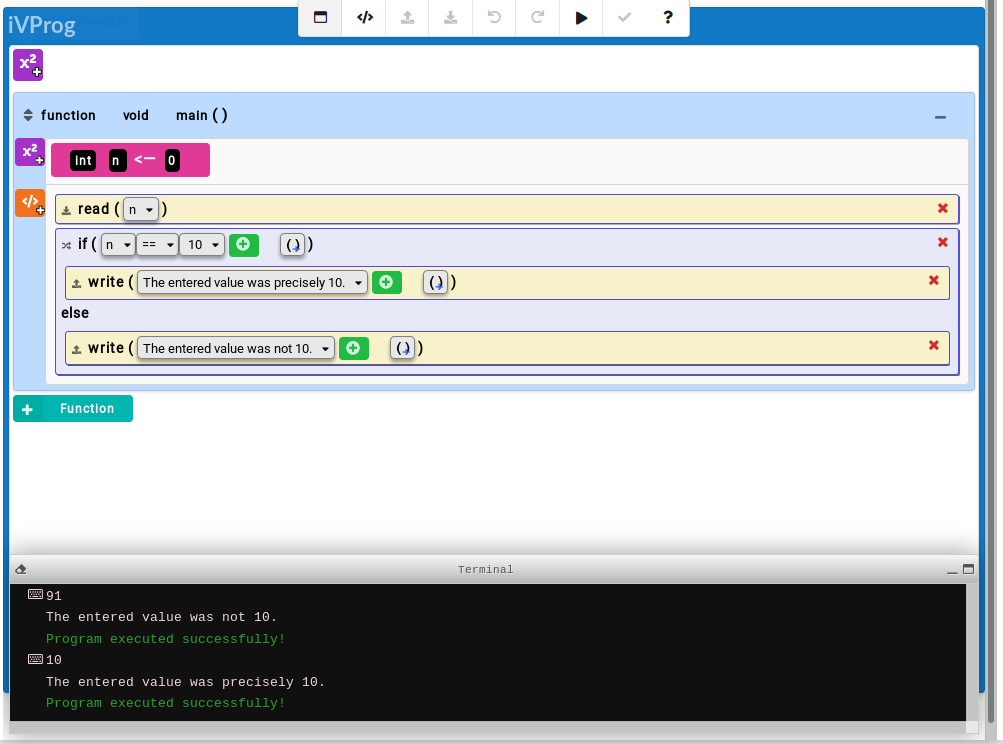 </>
?
iVProg
x²
function void main ( )
x²
int n <— 0
</>
read ( n )
if ( n == 10 ( ) )
write ( The entered value was precisely 10. ( ) )
else
write ( The entered value was not 10. ( ) )
+ Function
Terminal
91
The entered value was not 10.
Program executed successfully!
10
The entered value was precisely 10.
Program executed successfully!